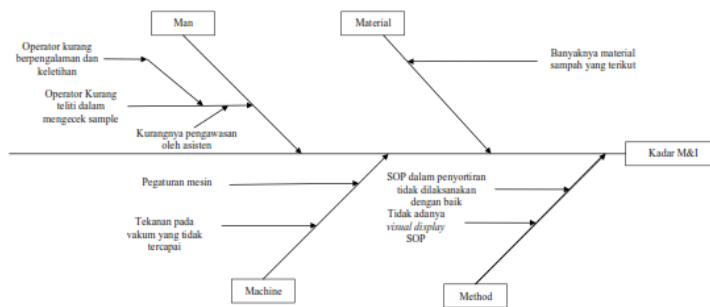 Man
Material
Operator kurang
berpengalaman dan
keletihan
Banyaknya material
sampah yang terikut
Operator Kurang
teliti dalam
mengecek sample
Kurangnya pengawasan
oleh asisten
Kadar M&I
Pegaturan mesin
SOP dalam penyortiran
tidak dilaksanakan
dengan baik
Tekanan pada
vakum yang tidak
tercapai
Tidak adanya
visual display
SOP
Machine
Method